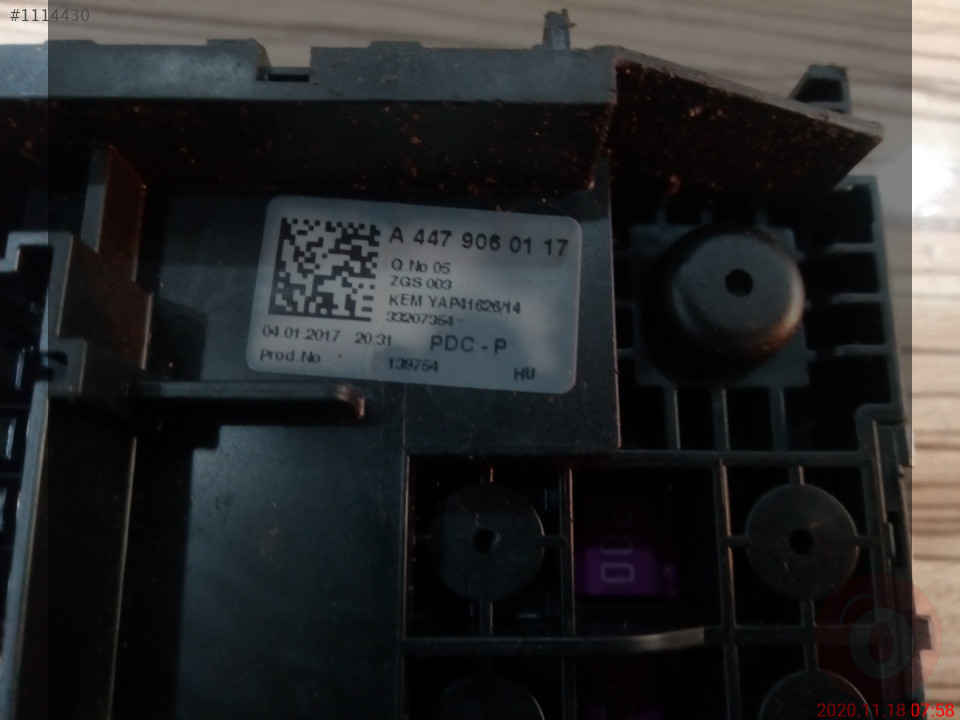 #1114430
A 447 906 01 17
Q.No 05
ZGS 003
KEM YAP41626/14
33207354
04.01.2017 20:31 PDC-P
Prod.No 139754 HU
200
2020.11.18 07:58